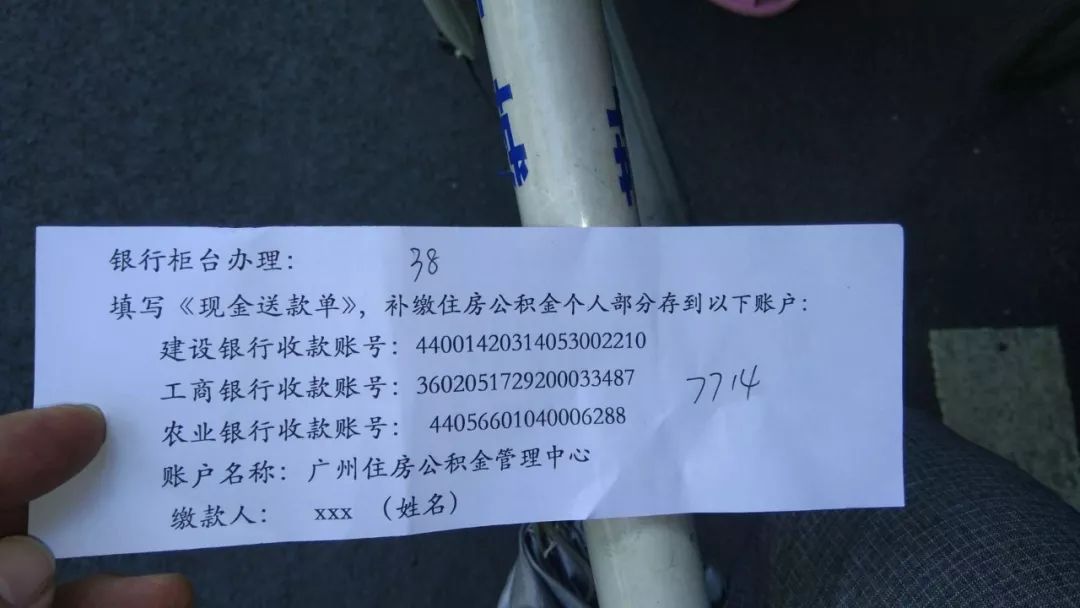 银行柜台办理： 38
填写《现金送款单》，补缴住房公积金个人部分存到以下账户：
建设银行收款账号：44001420314053002210
工商银行收款账号：3602051729200033487
7714
农业银行收款账号： 44056601040006288
账户名称：广州住房公积金管理中心
缴款人： xxx （姓名）